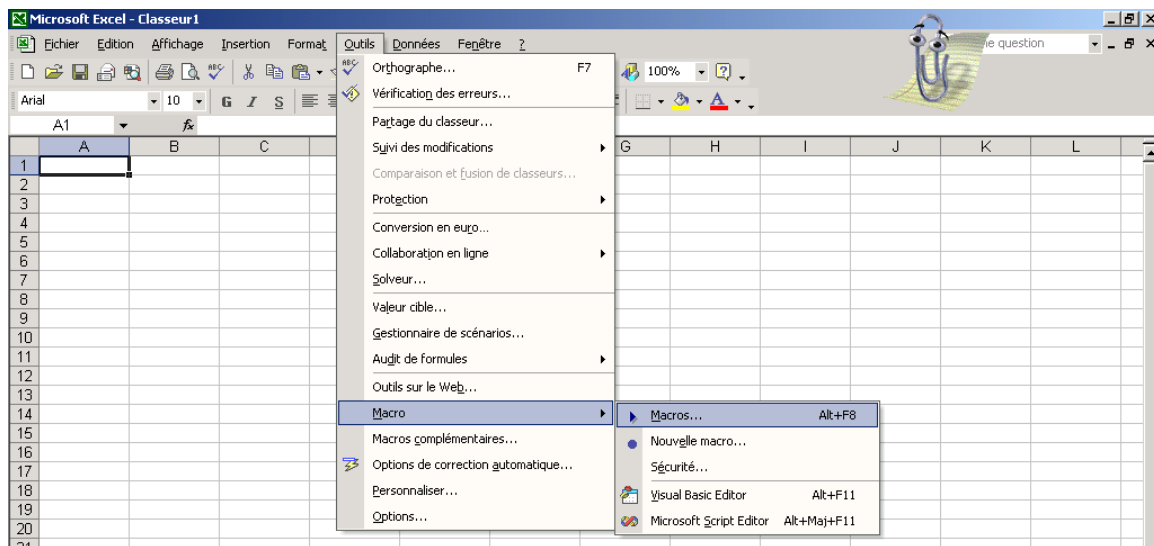 Microsoft Excel - Classeur1
Fichier Edition Affichage Insertion Format Outils Données Fenêtre ? question
100%
Arial 10 G I S A
A1 fx
A B C G H I J K L
1
2
3
4
5
6
7
8
9
10
11
12
13
14
15
16
17
18
19
20
Orthographe... F7
Vérification des erreurs...
Partage du classeur...
Suivi des modifications
Comparaison et fusion de classeurs...
Protection
Conversion en euro...
Collaboration en ligne
Solveur...
Valeur cible...
Gestionnaire de scénarios...
Audit de formules
Outils sur le Web...
Macro
Macros complémentaires...
Options de correction automatique...
Personnaliser...
Options...
Macros... Alt+F8
Nouvelle macro...
Sécurité...
Visual Basic Editor Alt+F11
Microsoft Script Editor Alt+Maj+F11